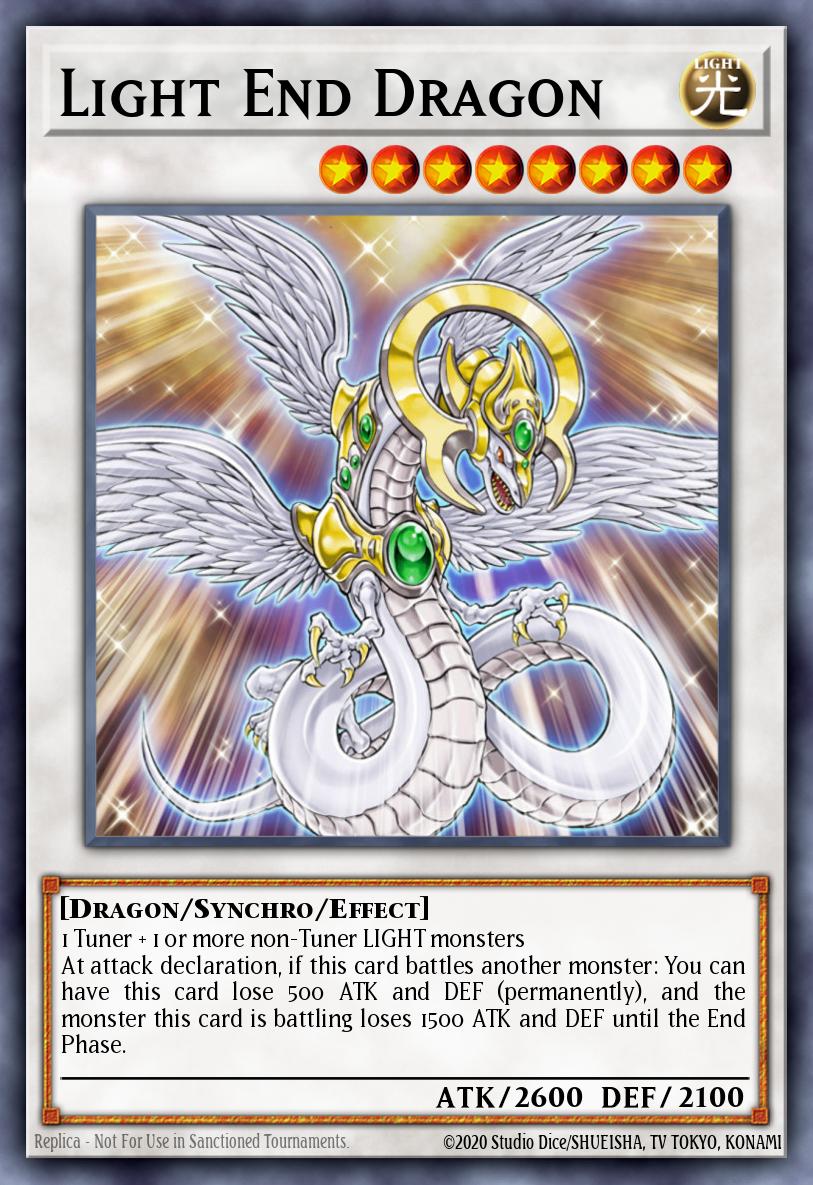 Light End Dragon
LIGHT
光
[Dragon/Synchro/Effect]
1 Tuner + 1 or more non-Tuner LIGHT monsters
At attack declaration, if this card battles another monster: You can
have this card lose 500 ATK and DEF (permanently), and the
monster this card is battling loses 1500 ATK and DEF until the End
Phase.
ATK/2600 DEF/2100
Replica - Not For Use in Sanctioned Tournaments.
©2020 Studio Dice/SHUEISHA, TV TOKYO, KONAMI